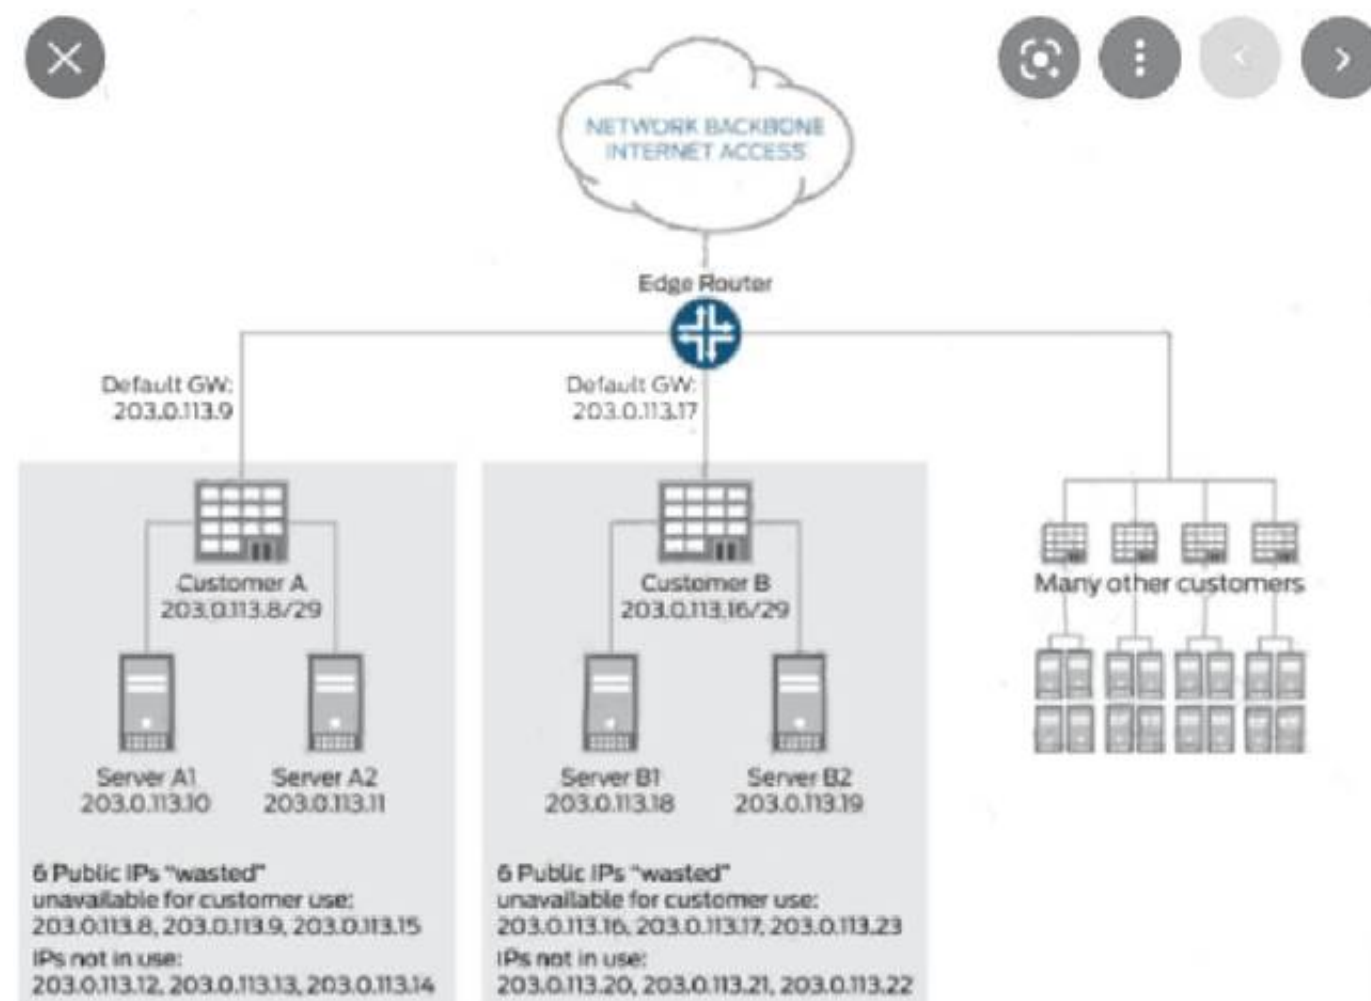 NETWORK BACKBONE
INTERNET ACCESS
Edge Router
Default GW:
203.0.113.9
Default GW:
203.0.113.17
Customer A
203.0.113.8/29
Customer B
203.0.113.16/29
Many other customers
Server A1
203.0.113.10
Server A2
203.0.113.11
Server B1
203.0.113.18
Server B2
203.0.113.19
6 Public IPs "wasted"
unavailable for customer use:
203.0.113.8, 203.0.113.9, 203.0.113.15
IPs not in use:
203.0.113.12, 203.0.113.13, 203.0.113.14
6 Public IPs "wasted"
unavailable for customer use:
203.0.113.16, 203.0.113.17, 203.0.113.23
IPs not in use:
203.0.113.20, 203.0.113.21, 203.0.113.22